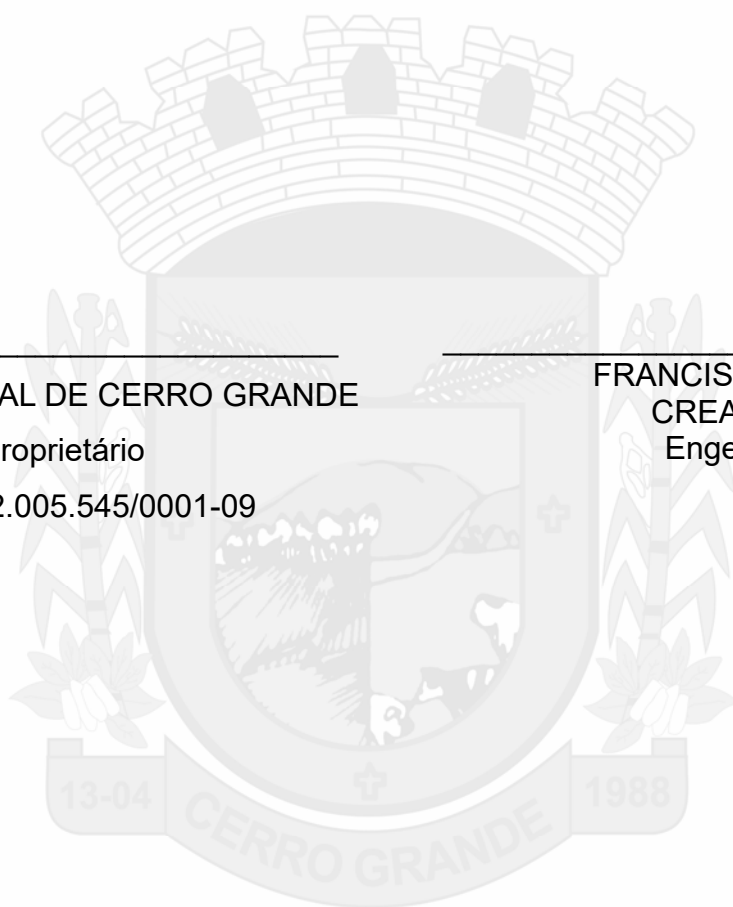 AL DE CERRO GRANDE
roprietário
2.005.545/0001-09
FRANCIS
CREA
Enge
13-04
CERRO GRANDE
1988